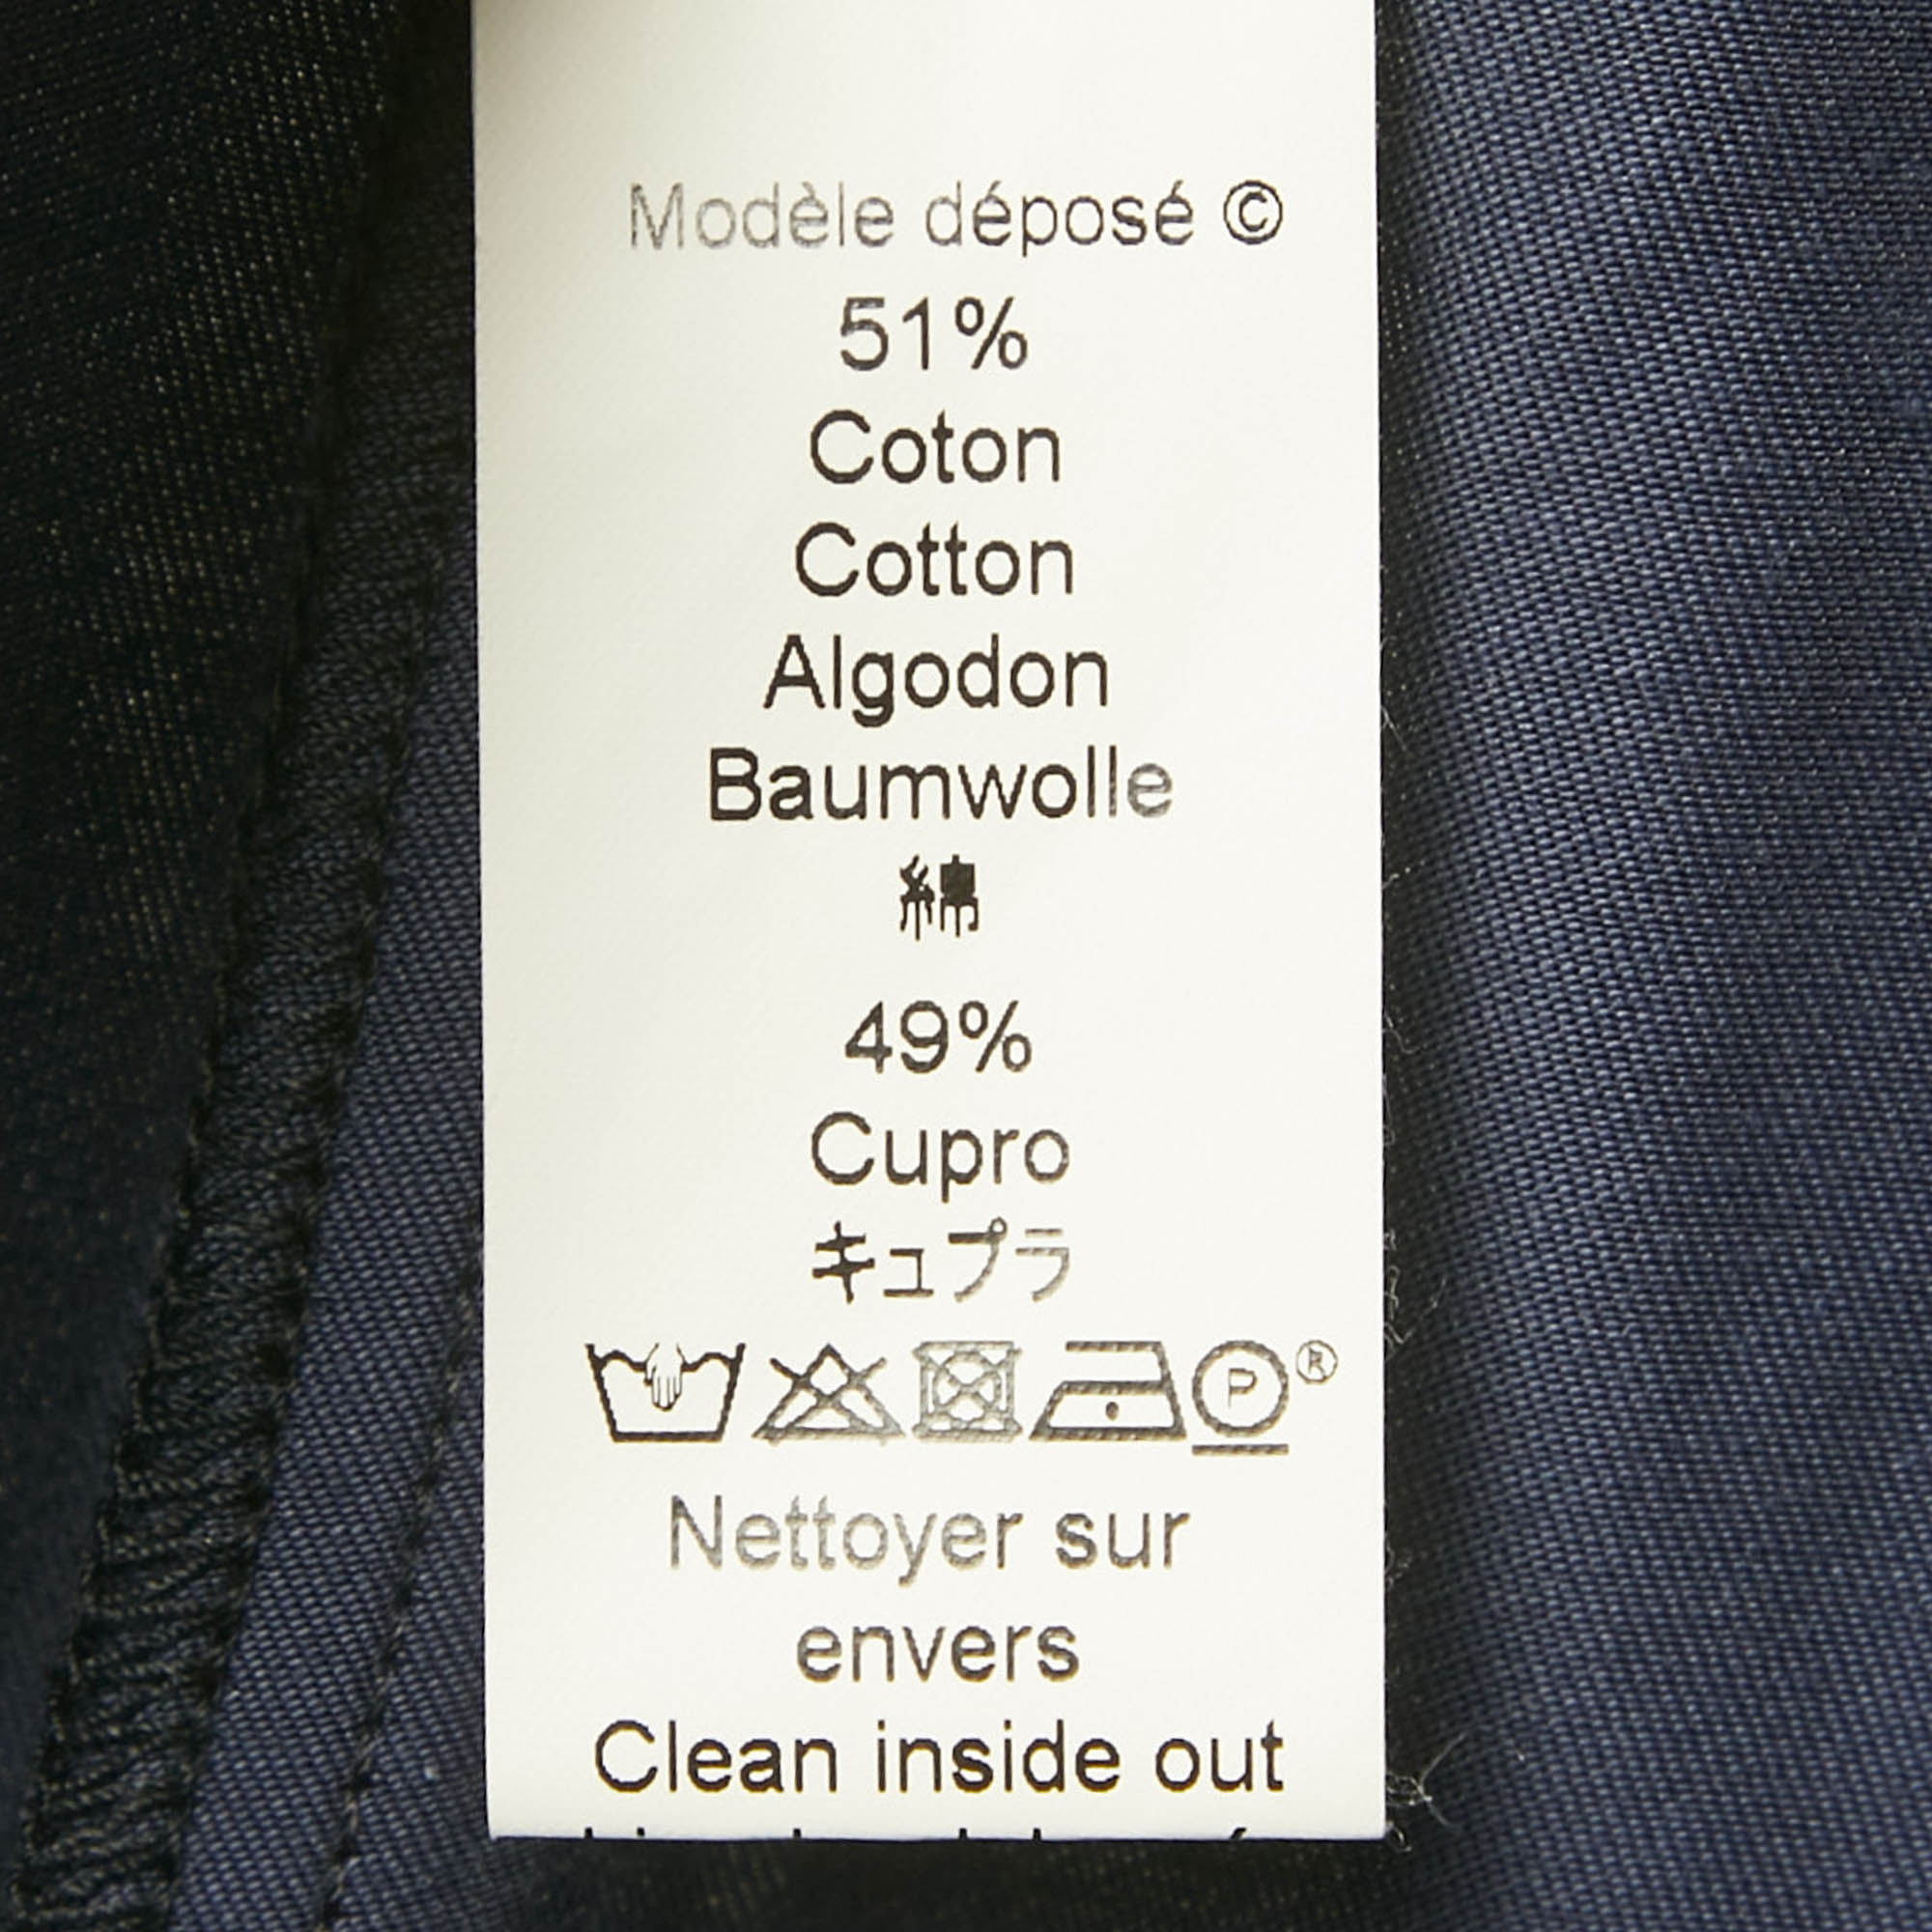 Modèle déposé ©
51%
Coton
Cotton
Algodon
Baumwolle
綿
49%
Cupro
キュプラ
P ®
Nettoyer sur
envers
Clean inside out